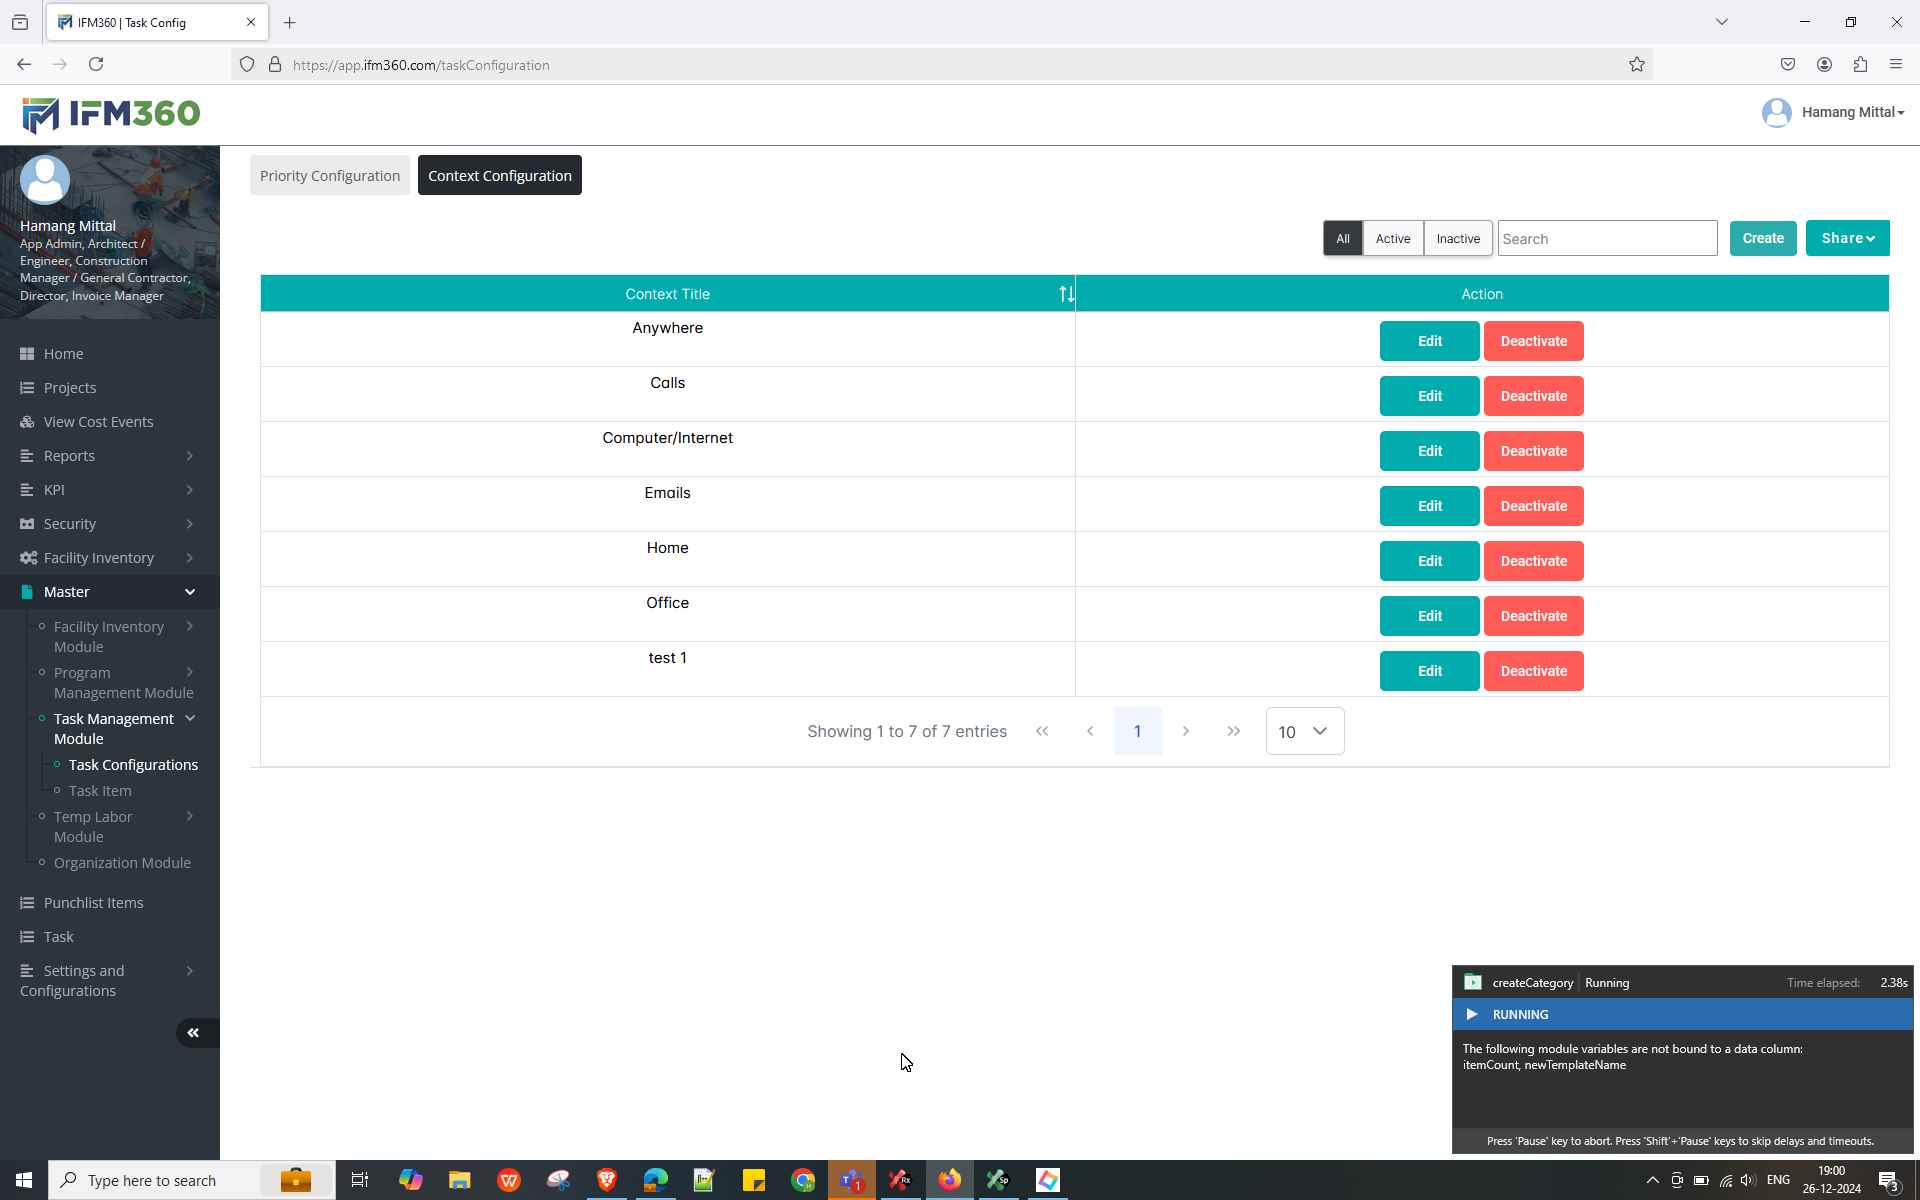 IFM360 | Task Config
https://app.ifm360.com/taskConfiguration
IFM360
Hamang Mittal
Hamang Mittal
App Admin, Architect /
Engineer, Construction
Manager / General Contractor,
Director, Invoice Manager
Home
Projects
View Cost Events
Reports
KPI
Security
Facility Inventory
Master
Facility Inventory
Module
Program
Management Module
Task Management
Module
Task Configurations
Task Item
Temp Labor
Module
Organization Module
Punchlist Items
Task
Settings and
Configurations
Priority Configuration Context Configuration
All Active Inactive Search Create Share
Context Title Action
Anywhere Edit Deactivate
Calls Edit Deactivate
Computer/Internet Edit Deactivate
Emails Edit Deactivate
Home Edit Deactivate
Office Edit Deactivate
test 1 Edit Deactivate
Showing 1 to 7 of 7 entries 1 10
createCategory Running Time elapsed: 2.38s
RUNNING
The following module variables are not bound to a data column:
itemCount, newTemplateName
Press 'Pause' key to abort. Press 'Shift'+'Pause' keys to skip delays and timeouts.
Type here to search
1
Rx
Sp
ENG
19:00
26-12-2024
3